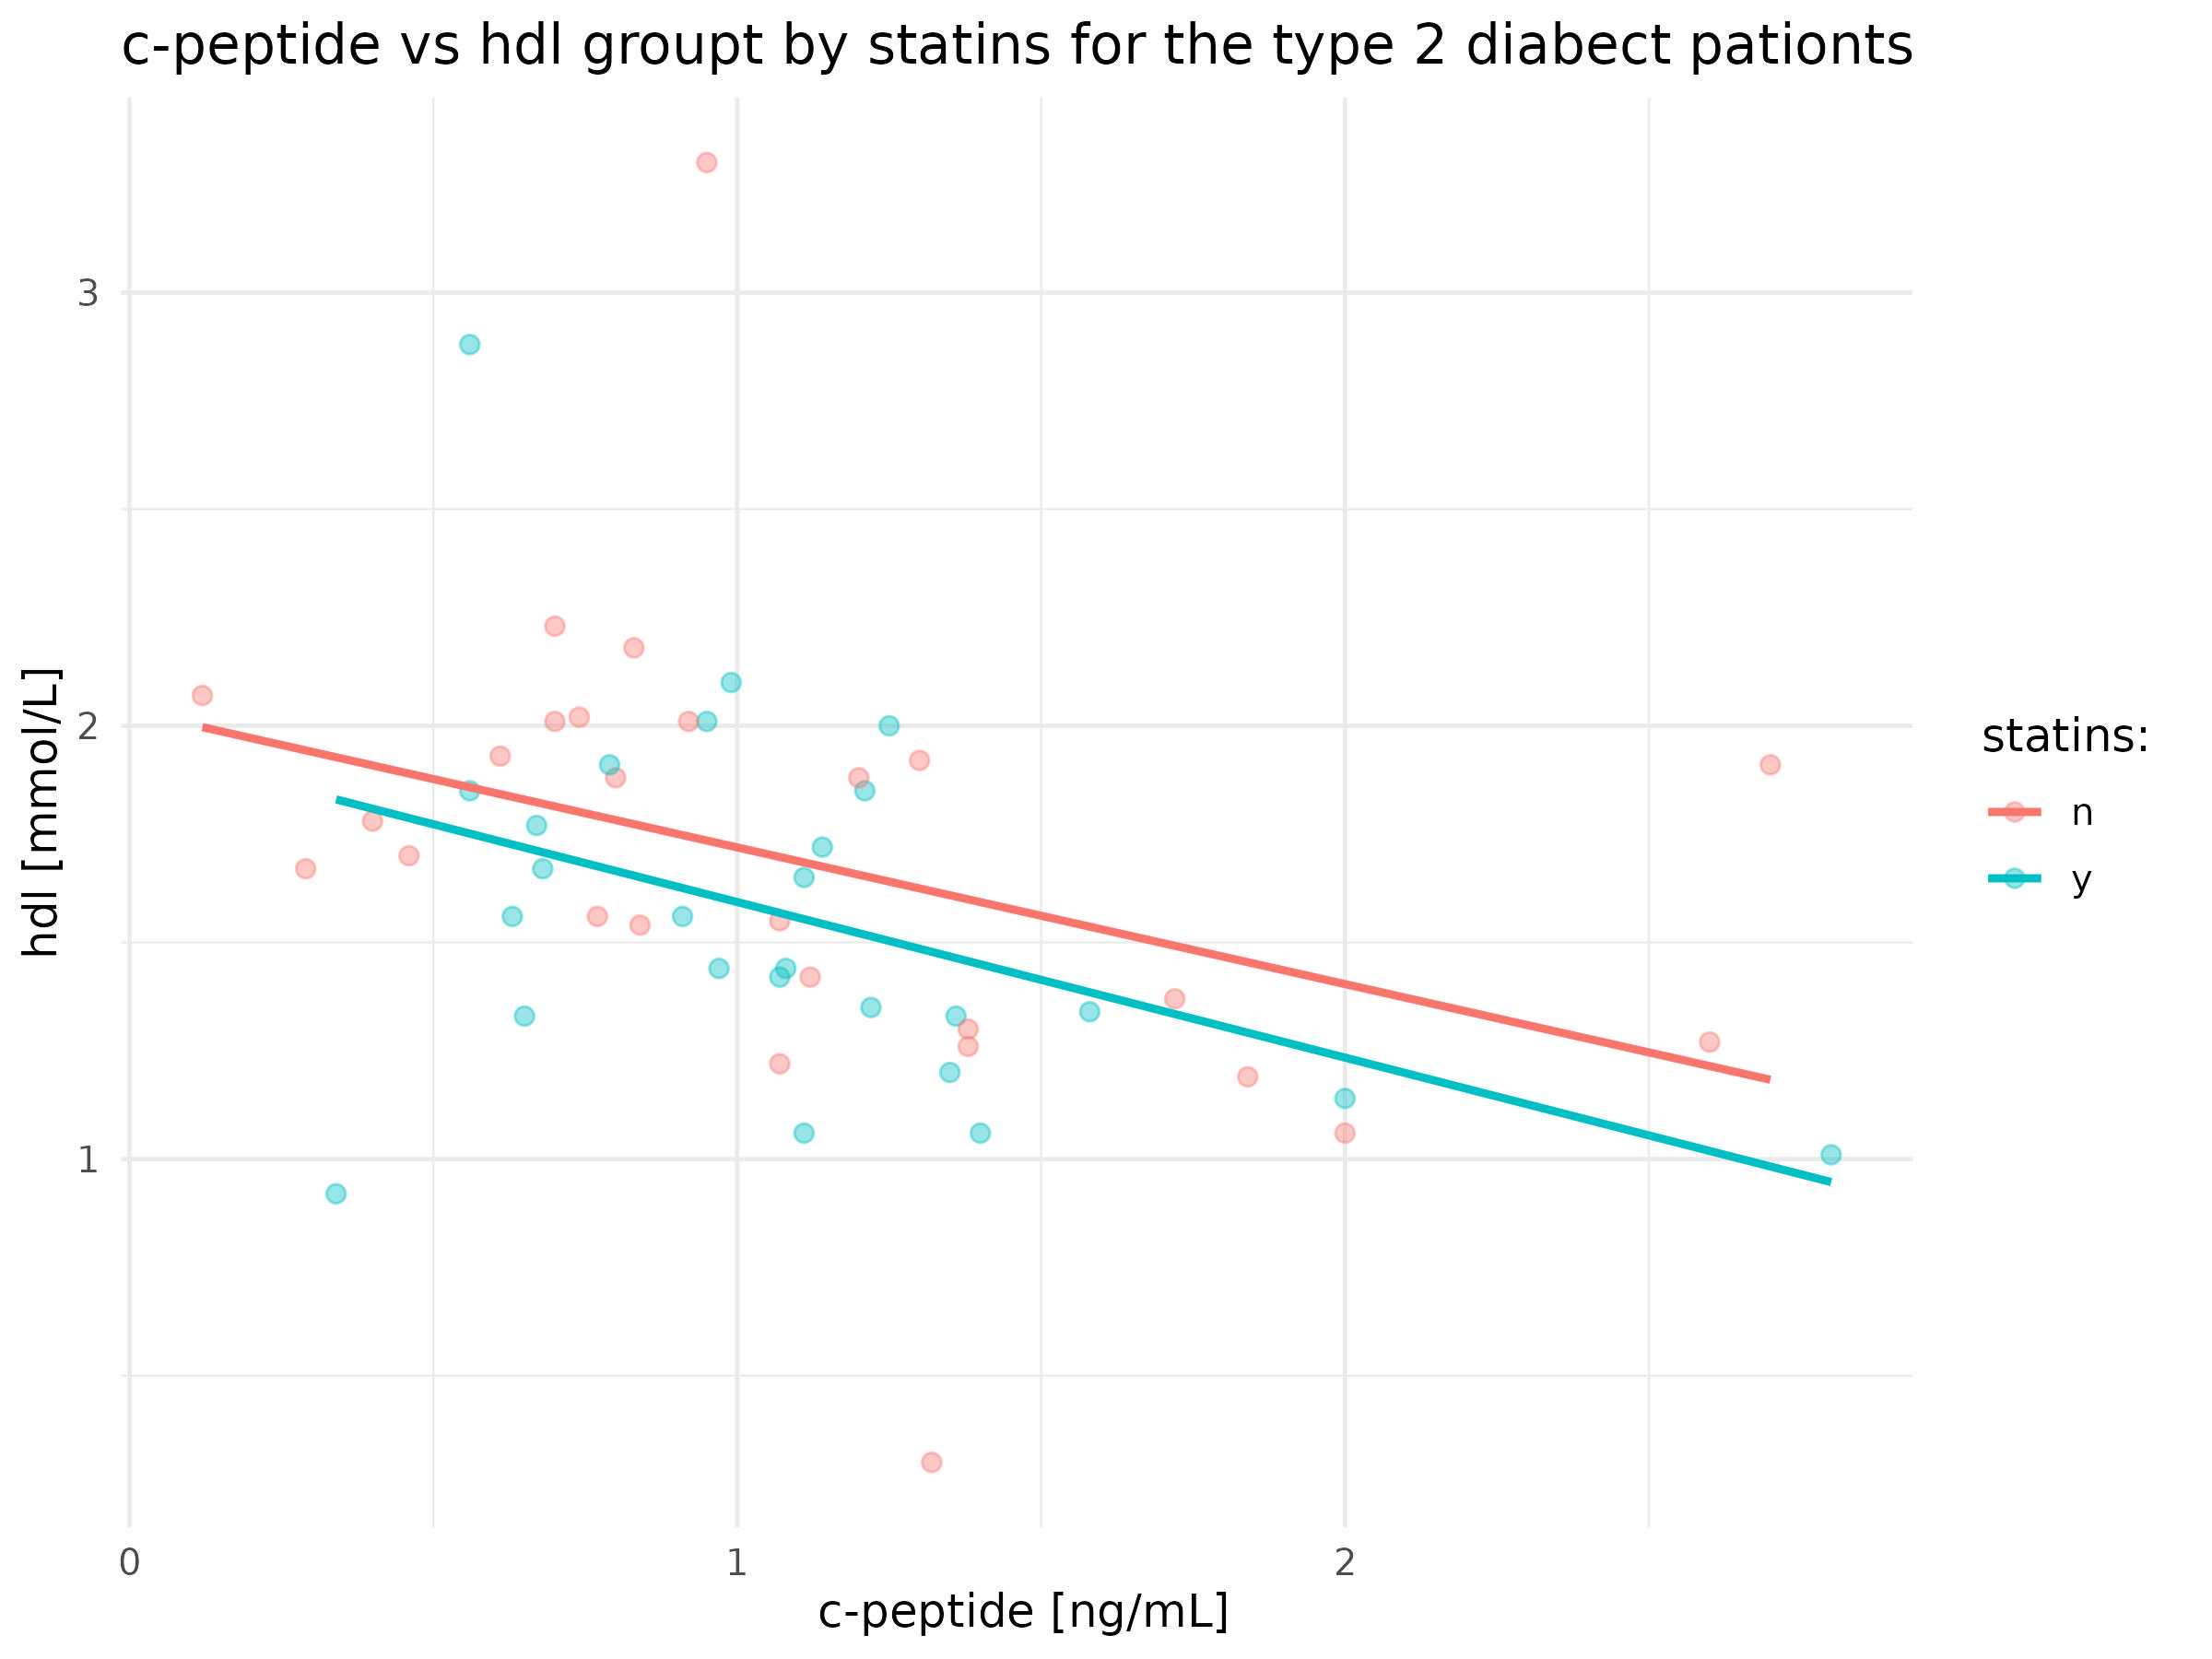 c-peptide vs hdl groupt by statins for the type 2 diabect pationts
3
2
1
hdl [mmol/L]
0 1 2
c-peptide [ng/mL]
statins:
n
y